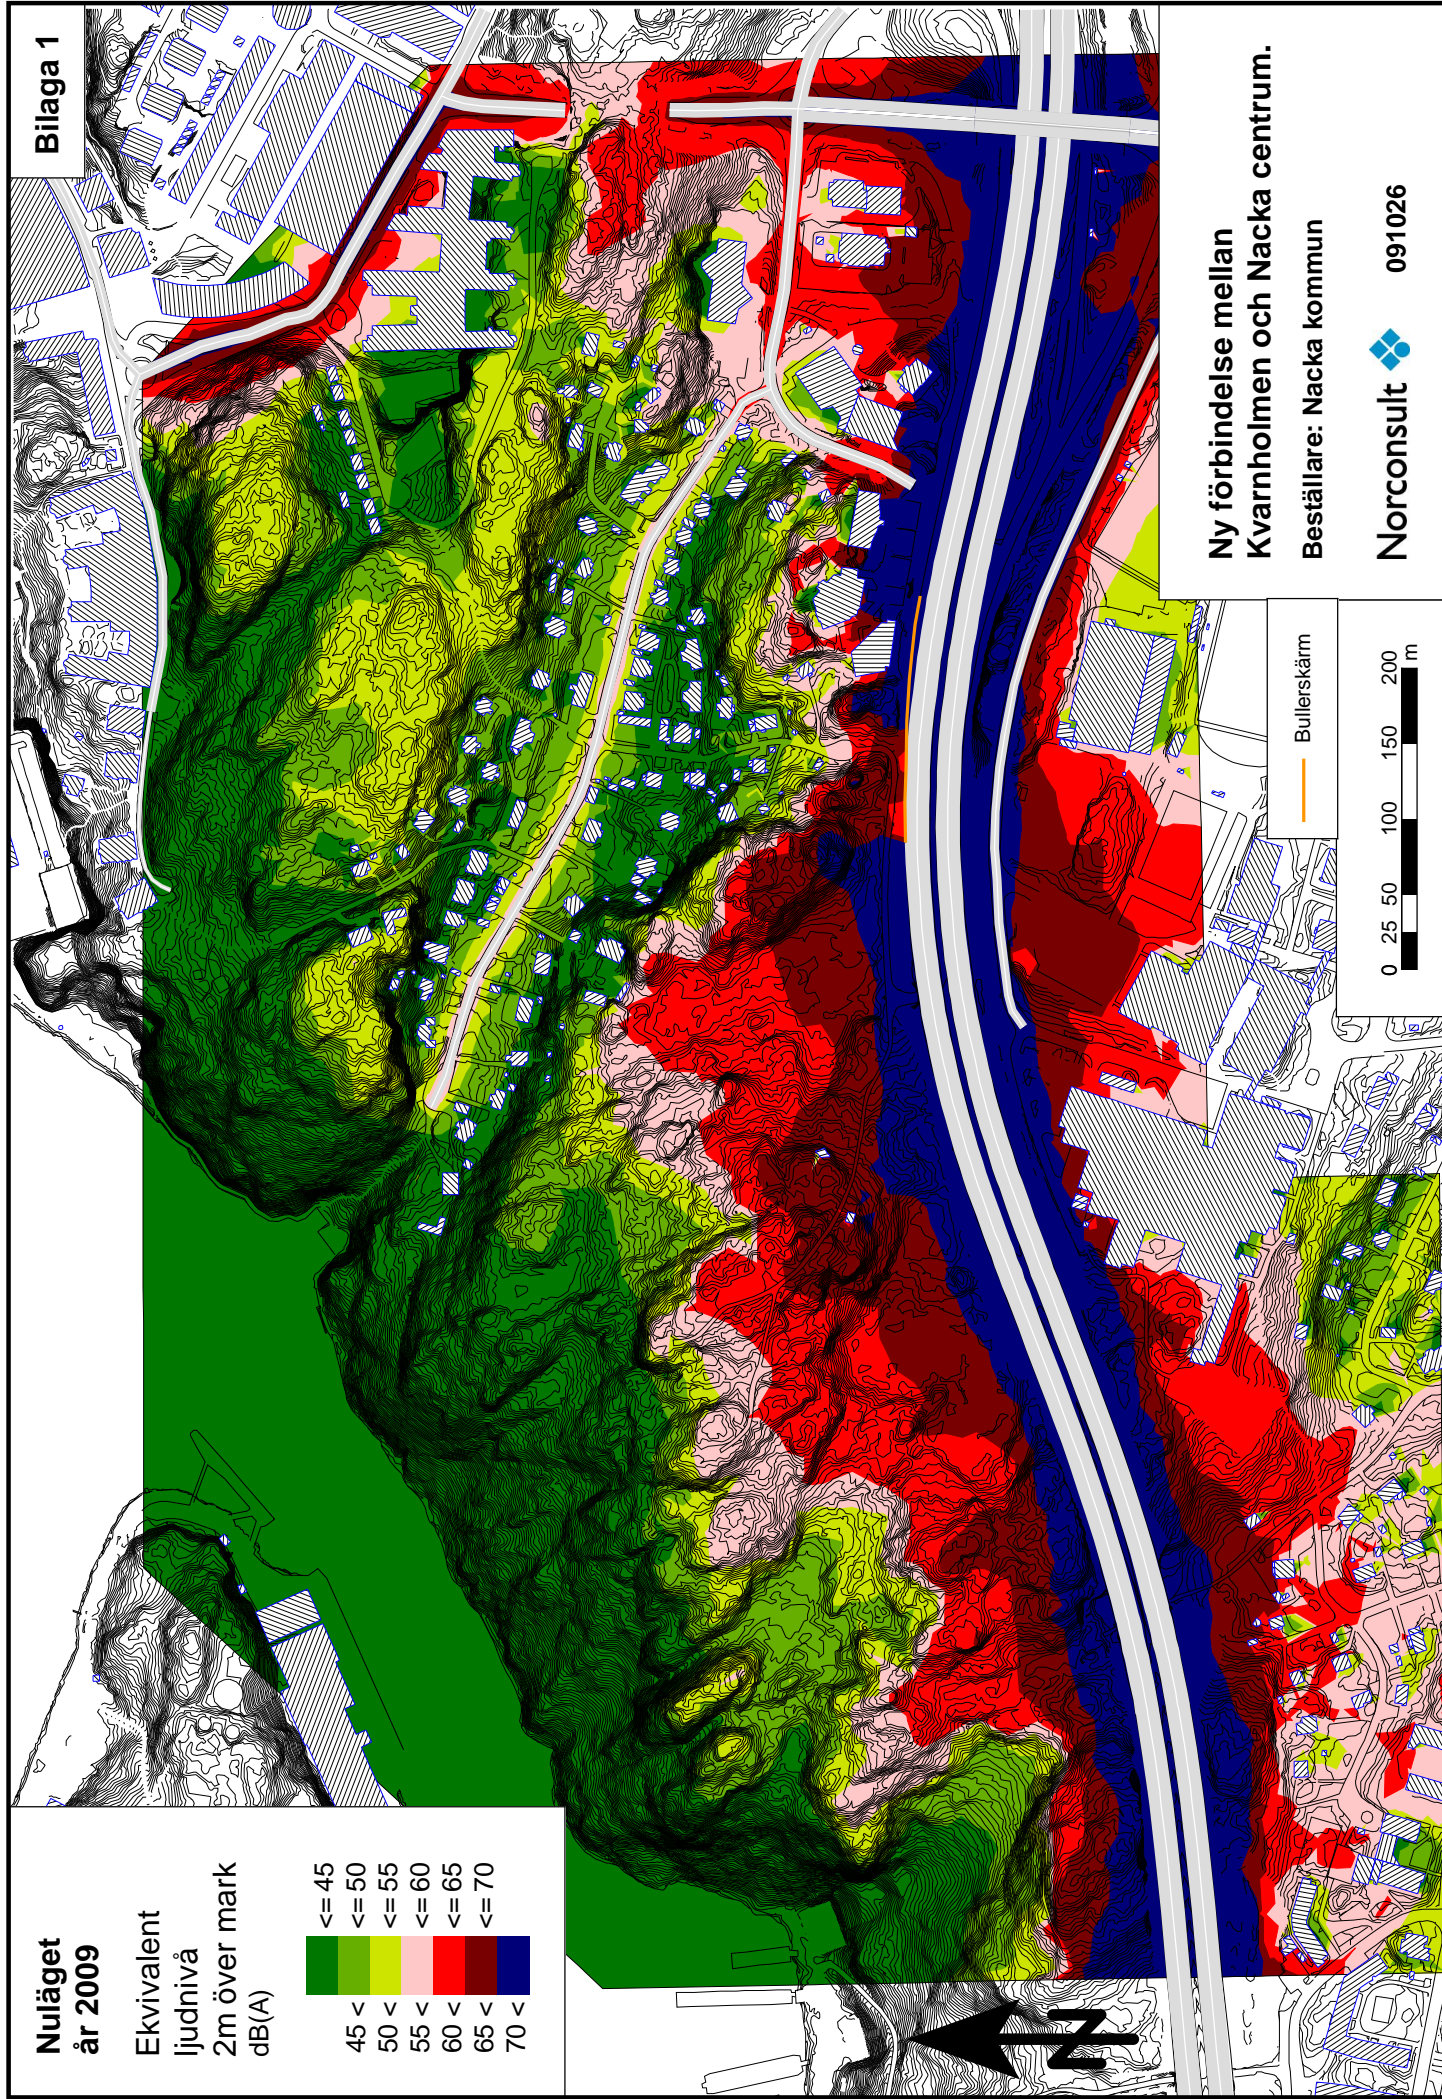 Bilaga 1
Nuläget
år 2009
Ekvivalent
ljudnivå
2m över mark
dB(A)
<= 45
45 < <= 50
50 < <= 55
55 < <= 60
60 < <= 65
65 < <= 70
70 <
N
Ny förbindelse mellan
Kvarnholmen och Nacka centrum.
Beställare: Nacka kommun
Norconsult 091026
Bullerskärm
0 25 50 100 150 200
m